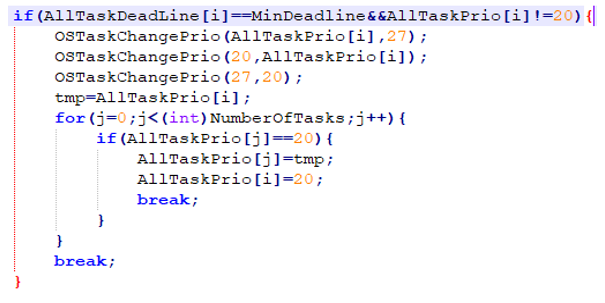 if(AllTaskDeadLine[i]==MinDeadline&&AllTaskPrio[i]!=20){
    OSTaskChangePrio(AllTaskPrio[i],27);
    OSTaskChangePrio(20,AllTaskPrio[i]);
    OSTaskChangePrio(27,20);
    tmp=AllTaskPrio[i];
    for(j=0;j<(int)NumberOfTasks;j++){
        if(AllTaskPrio[j]==20){
            AllTaskPrio[j]=tmp;
            AllTaskPrio[i]=20;
            break;
        }
    }
    break;
}